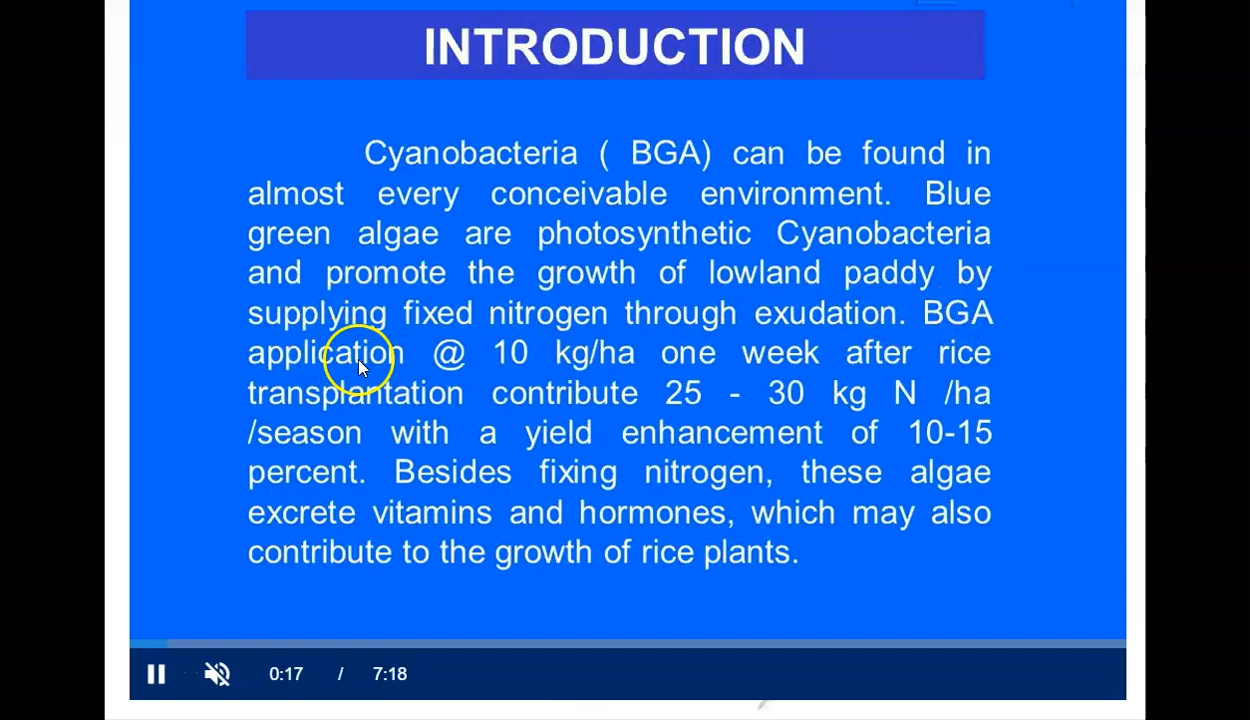 INTRODUCTION
Cyanobacteria ( BGA) can be found in
almost every conceivable environment. Blue
green algae are photosynthetic Cyanobacteria
and promote the growth of lowland paddy by
supplying fixed nitrogen through exudation. BGA
application @ 10 kg/ha one week after rice
transplantation contribute 25 - 30 kg N /ha
/season with a yield enhancement of 10-15
percent. Besides fixing nitrogen, these algae
excrete vitamins and hormones, which may also
contribute to the growth of rice plants.
0:17 / 7:18